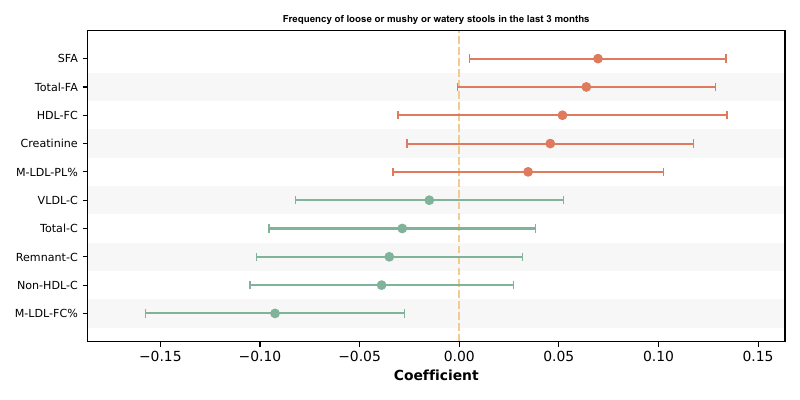 Frequency of loose or mushy or watery stools in the last 3 months
SFA
Total-FA
HDL-FC
Creatinine
M-LDL-PL%
VLDL-C
Total-C
Remnant-C
Non-HDL-C
M-LDL-FC%
−0.15 −0.10 −0.05 0.00 0.05 0.10 0.15
Coefficient